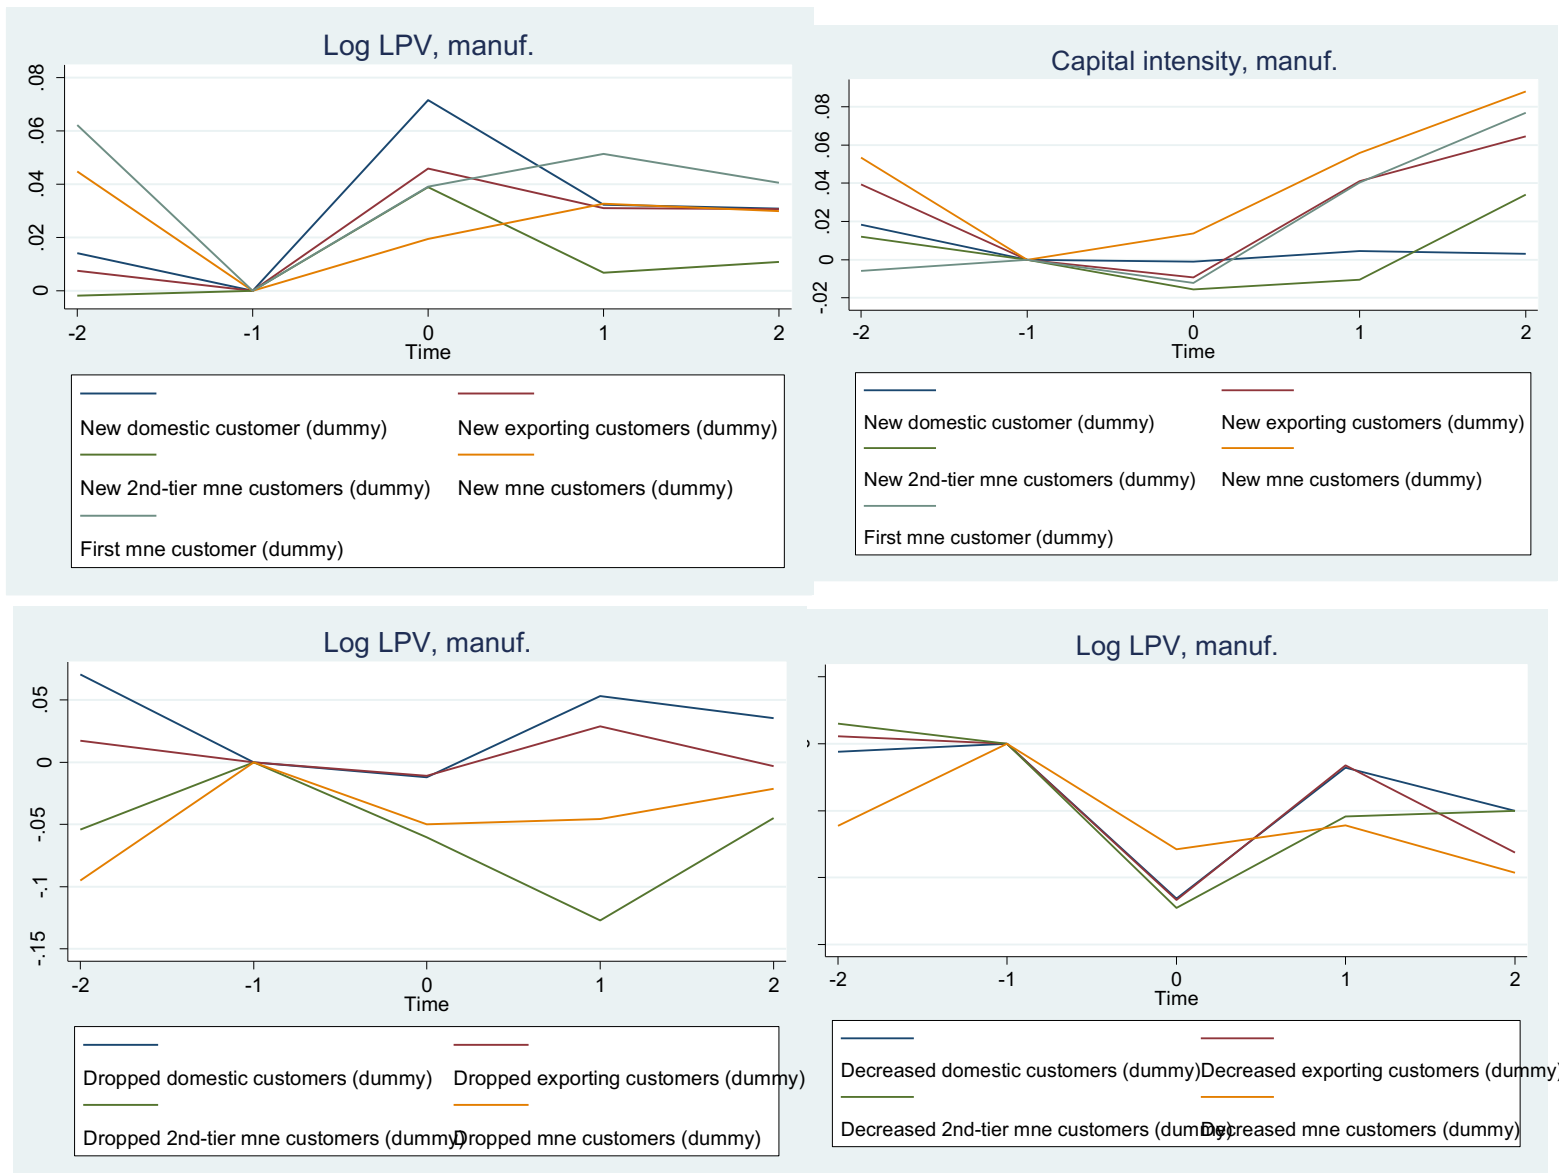 Log LPV, manuf.
.08
.06
.04
.02
0
-2 -1 0 1 2
Time
New domestic customer (dummy) New exporting customers (dummy)
New 2nd-tier mne customers (dummy) New mne customers (dummy)
First mne customer (dummy)
Capital intensity, manuf.
.08
.06
.04
.02
0
-.02
-2 -1 0 1 2
Time
New domestic customer (dummy) New exporting customers (dummy)
New 2nd-tier mne customers (dummy) New mne customers (dummy)
First mne customer (dummy)
Log LPV, manuf.
.05
0
-.05
-.1
-.15
-2 -1 0 1 2
Time
Dropped domestic customers (dummy) Dropped exporting customers (dummy)
Dropped 2nd-tier mne customers (dummy) Dropped mne customers (dummy)
Log LPV, manuf.
-2 -1 0 1 2
Time
Decreased domestic customers (dummy) Decreased exporting customers (dummy)
Decreased 2nd-tier mne customers (dummy) Decreased mne customers (dummy)